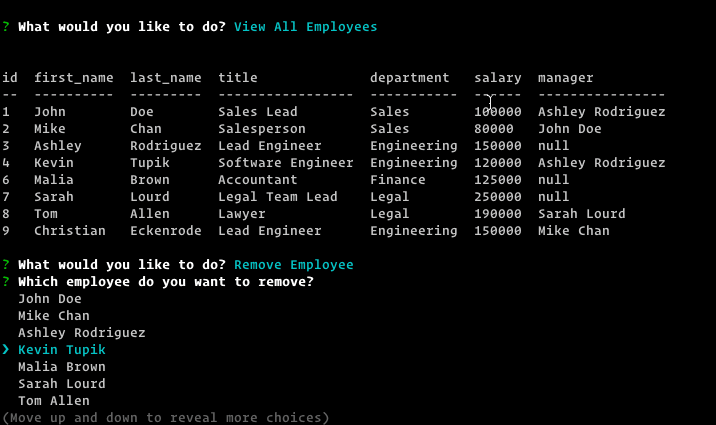 ? What would you like to do? View All Employees
id  first_name  last_name  title              department   salary  manager
--  ----------  ---------  -----------------  -----------  ------  ----------------
1   John        Doe        Sales Lead         Sales        100000  Ashley Rodriguez
2   Mike        Chan       Salesperson        Sales        80000   John Doe
3   Ashley      Rodriguez  Lead Engineer      Engineering  150000  null
4   Kevin       Tupik      Software Engineer  Engineering  120000  Ashley Rodriguez
6   Malia       Brown      Accountant         Finance      125000  null
7   Sarah       Lourd      Legal Team Lead    Legal        250000  null
8   Tom         Allen      Lawyer             Legal        190000  Sarah Lourd
9   Christian   Eckenrode  Lead Engineer      Engineering  150000  Mike Chan
? What would you like to do? Remove Employee
? Which employee do you want to remove?
John Doe
Mike Chan
Ashley Rodriguez
❯ Kevin Tupik
Malia Brown
Sarah Lourd
Tom Allen
(Move up and down to reveal more choices)